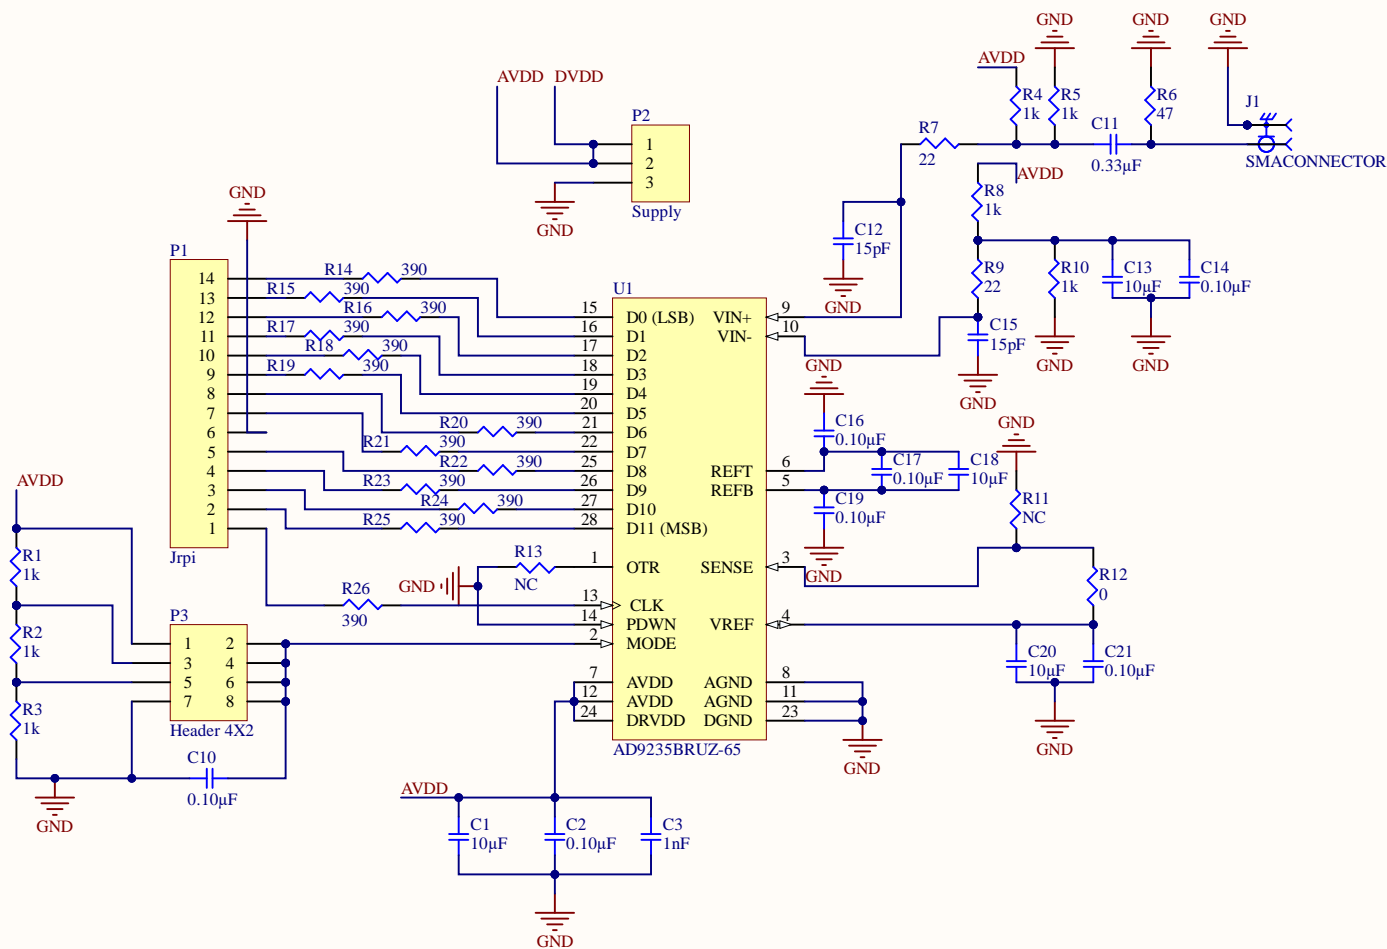 GND GND GND
AVDD
AVDD DVDD
P2
1
2
3
Supply
GND
R4
1k
R5
1k
R6
47
J1
SMACONNECTOR
C11
0.33µF
R7
22
AVDD
R8
1k
C12
15pF
GND
R9
22
R10
1k
C13
10µF
C14
0.10µF
C15
15pF
GND
GND
GND
GND
P1
14
13
12
11
10
9
8
7
6
5
4
3
2
1
Jrpi
R14 390
R15 390
R16 390
R17 390
R18 390
R19 390
R20 390
R21 390
R22 390
R23 390
R24 390
R25 390
R13
NC
GND
R26
390
U1
15 D0 (LSB)
16 D1
17 D2
18 D3
19 D4
20 D5
21 D6
22 D7
25 D8
26 D9
27 D10
28 D11 (MSB)
1 OTR
13 CLK
14 PDWN
2 MODE
7 AVDD
12 AVDD
24 DRVDD
VIN+ 9
VIN- 10
REFT 6
REFB 5
SENSE 3
VREF 4
AGND 8
AGND 11
DGND 23
AD9235BRUZ-65
GND
C16
0.10µF
C17
0.10µF
C18
10µF
C19
0.10µF
GND
GND
R11
NC
R12
0
C20
10µF
C21
0.10µF
GND
GND
AVDD
R1
1k
R2
1k
R3
1k
P3
1 2
3 4
5 6
7 8
Header 4X2
C10
0.10µF
GND
AVDD
C1
10µF
C2
0.10µF
C3
1nF
GND